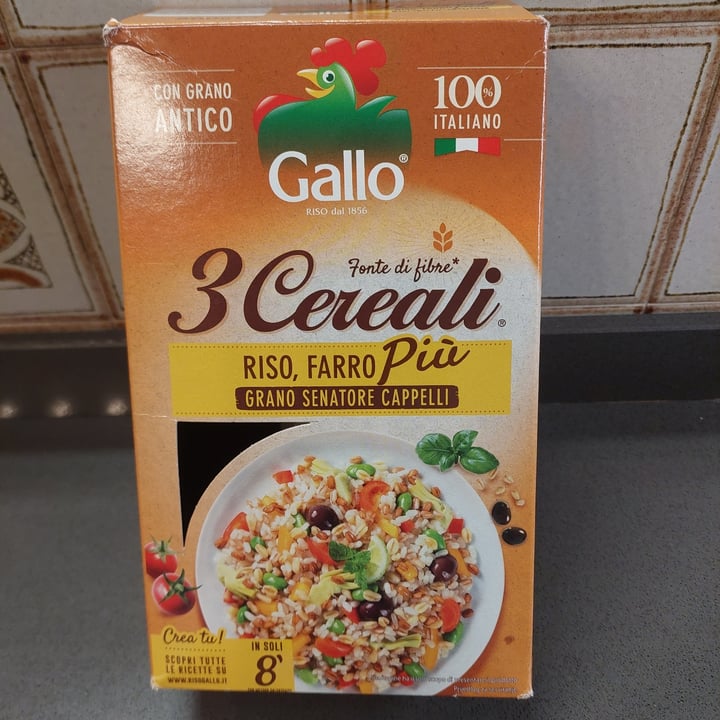 CON GRANO
ANTICO
100%
ITALIANO
Gallo®
RISO dal 1856
Fonte di fibre*
3 Cereali®
RISO, FARRO Più
GRANO SENATORE CAPPELLI
Crea tu!
SCOPRI TUTTE
LE RICETTE SU
WWW.RISOGALLO.IT
IN SOLI
8'